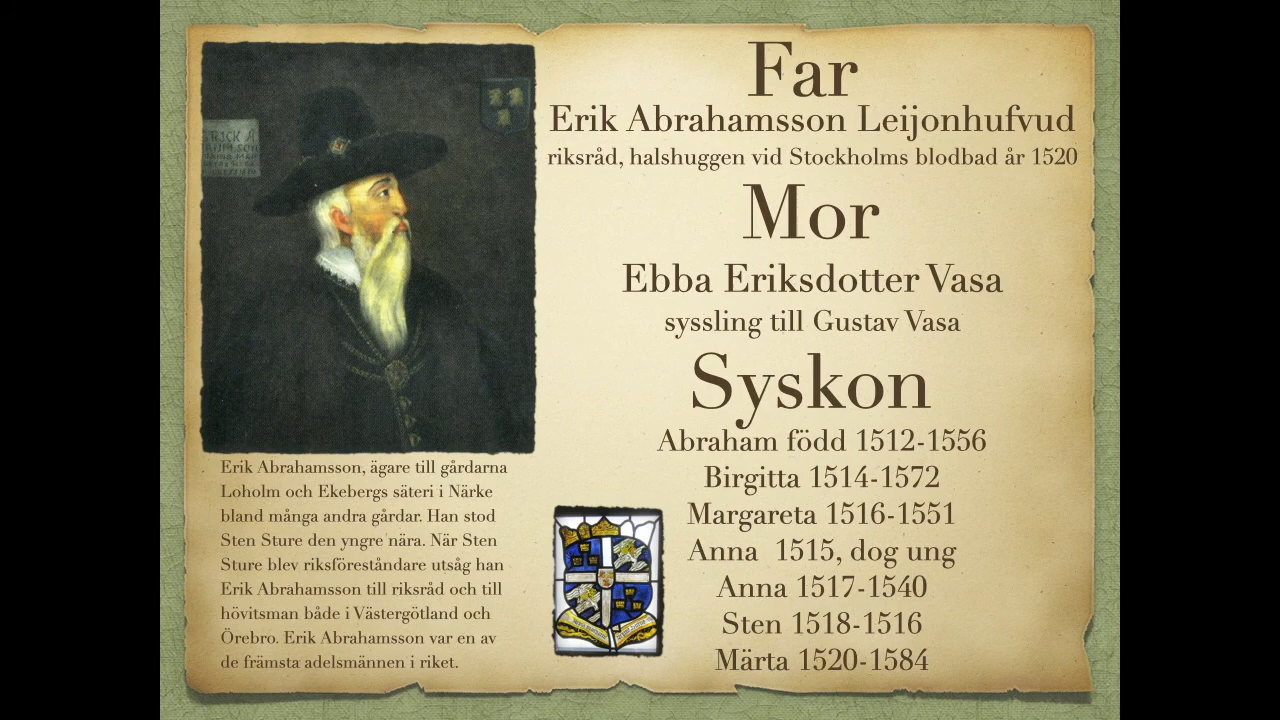 Far
Erik Abrahamsson Leijonhufvud
riksråd, halshuggen vid Stockholms blodbad år 1520
Mor
Ebba Eriksdotter Vasa
syssling till Gustav Vasa
Syskon
Abraham född 1512-1556
Birgitta 1514-1572
Margareta 1516-1551
Anna  1515, dog ung
Anna 1517-1540
Sten 1518-1516
Märta 1520-1584
Erik Abrahamsson, ägare till gårdarna
Loholm och Ekebergs säteri i Närke
bland många andra gårdar. Han stod
Sten Sture den yngre nära. När Sten
Sture blev riksföreståndare utsåg han
Erik Abrahamsson till riksråd och till
hövitsman både i Västergötland och
Örebro. Erik Abrahamsson var en av
de främsta adelsmännen i riket.